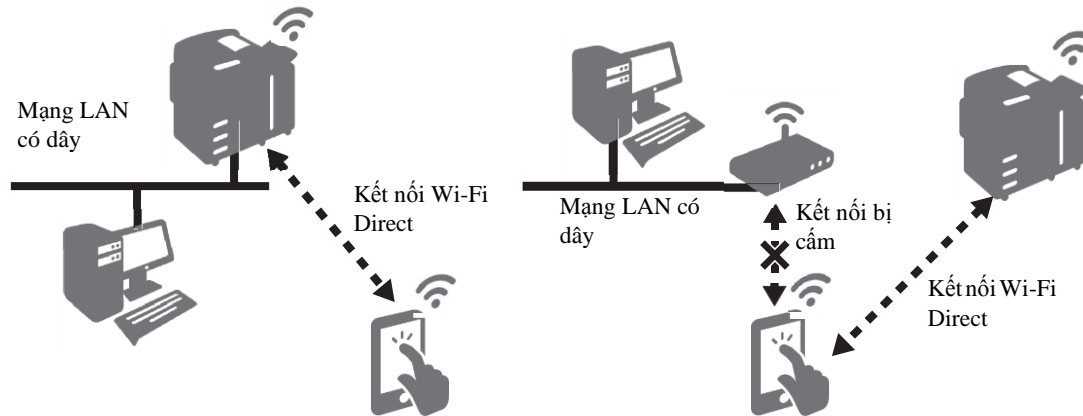 Mạng LAN
có dây
Kết nối Wi-Fi
Direct
Mạng LAN có
dây
Kết nối bị
cấm
Kết nối Wi-Fi
Direct